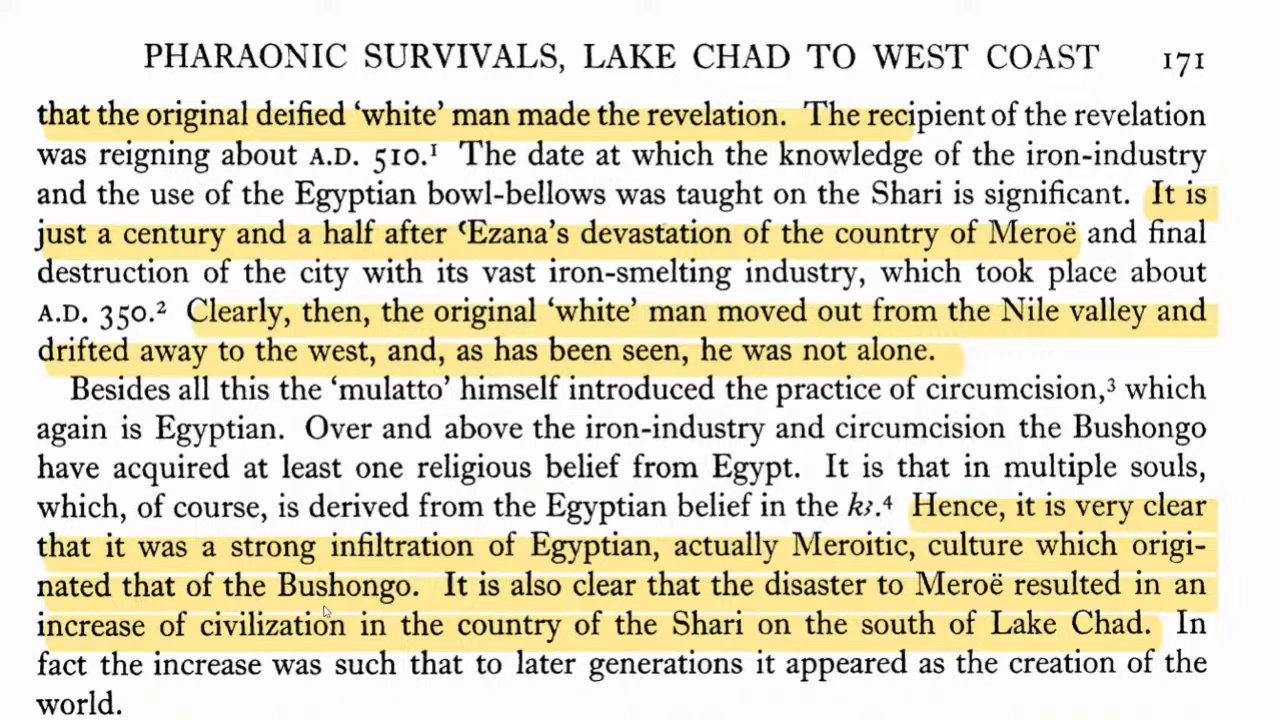 PHARAONIC SURVIVALS, LAKE CHAD TO WEST COAST 171
that the original deified ‘white’ man made the revelation. The recipient of the revelation
was reigning about A.D. 510.¹ The date at which the knowledge of the iron-industry
and the use of the Egyptian bowl-bellows was taught on the Shari is significant. It is
just a century and a half after ʿEzana’s devastation of the country of Meroë and final
destruction of the city with its vast iron-smelting industry, which took place about
A.D. 350.² Clearly, then, the original ‘white’ man moved out from the Nile valley and
drifted away to the west, and, as has been seen, he was not alone.
Besides all this the ‘mulatto’ himself introduced the practice of circumcision,³ which
again is Egyptian. Over and above the iron-industry and circumcision the Bushongo
have acquired at least one religious belief from Egypt. It is that in multiple souls,
which, of course, is derived from the Egyptian belief in the kꜣ.⁴ Hence, it is very clear
that it was a strong infiltration of Egyptian, actually Meroitic, culture which origi-
nated that of the Bushongo. It is also clear that the disaster to Meroë resulted in an
increase of civilization in the country of the Shari on the south of Lake Chad. In
fact the increase was such that to later generations it appeared as the creation of the
world.